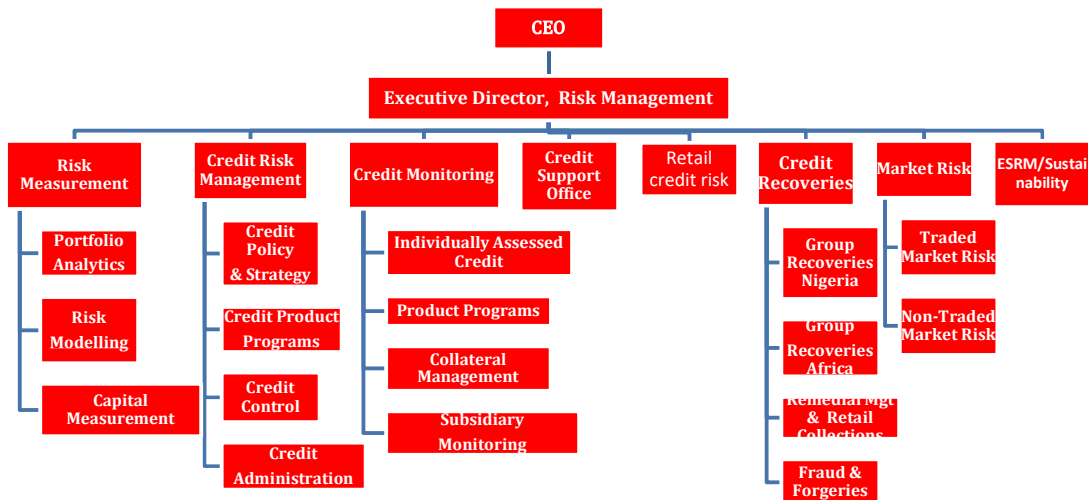 CEO
Executive Director, Risk Management
Risk
Measurement
Portfolio
Analytics
Risk
Modelling
Capital
Measurement
Credit Risk
Management
Credit
Policy
& Strategy
Credit Product
Programs
Credit
Control
Credit
Administration
Credit Monitoring
Individually Assessed
Credit
Product Programs
Collateral
Management
Subsidiary
Monitoring
Credit
Support
Office
Retail
credit risk
Credit
Recoveries
Group
Recoveries
Nigeria
Group
Recoveries
Africa
Remedial Mgt
& Retail
Collections
Fraud &
Forgeries
Market Risk
Traded
Market Risk
Non-Traded
Market Risk
ESRM/Sustai
nability